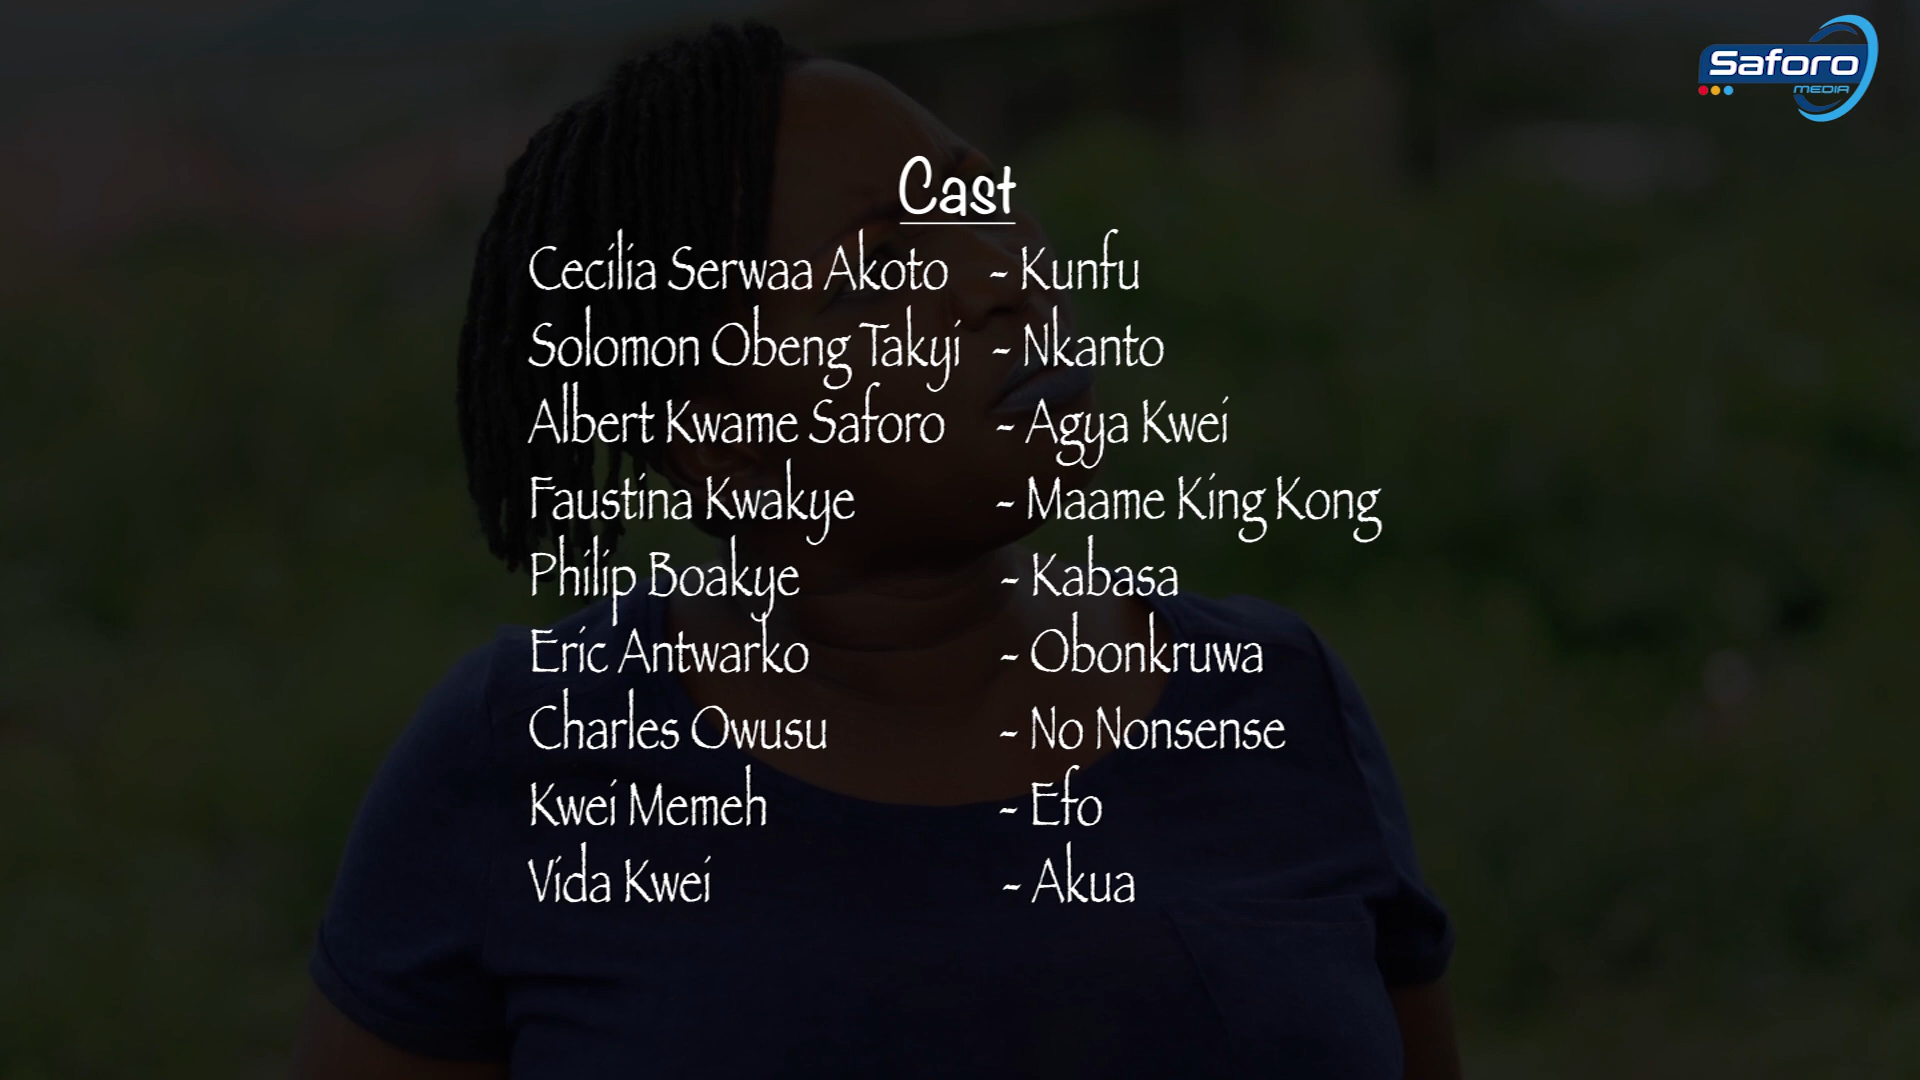 Saforo
MEDIA
Cast
Cecilia Serwaa Akoto - Kunfu
Solomon Obeng Takyi - Nkanto
Albert Kwame Saforo - Agya Kwei
Faustina Kwakye - Maame King Kong
Philip Boakye - Kabasa
Eric Antwarko - Obonkruwa
Charles Owusu - No Nonsense
Kwei Memeh - Efo
Vida Kwei - Akua